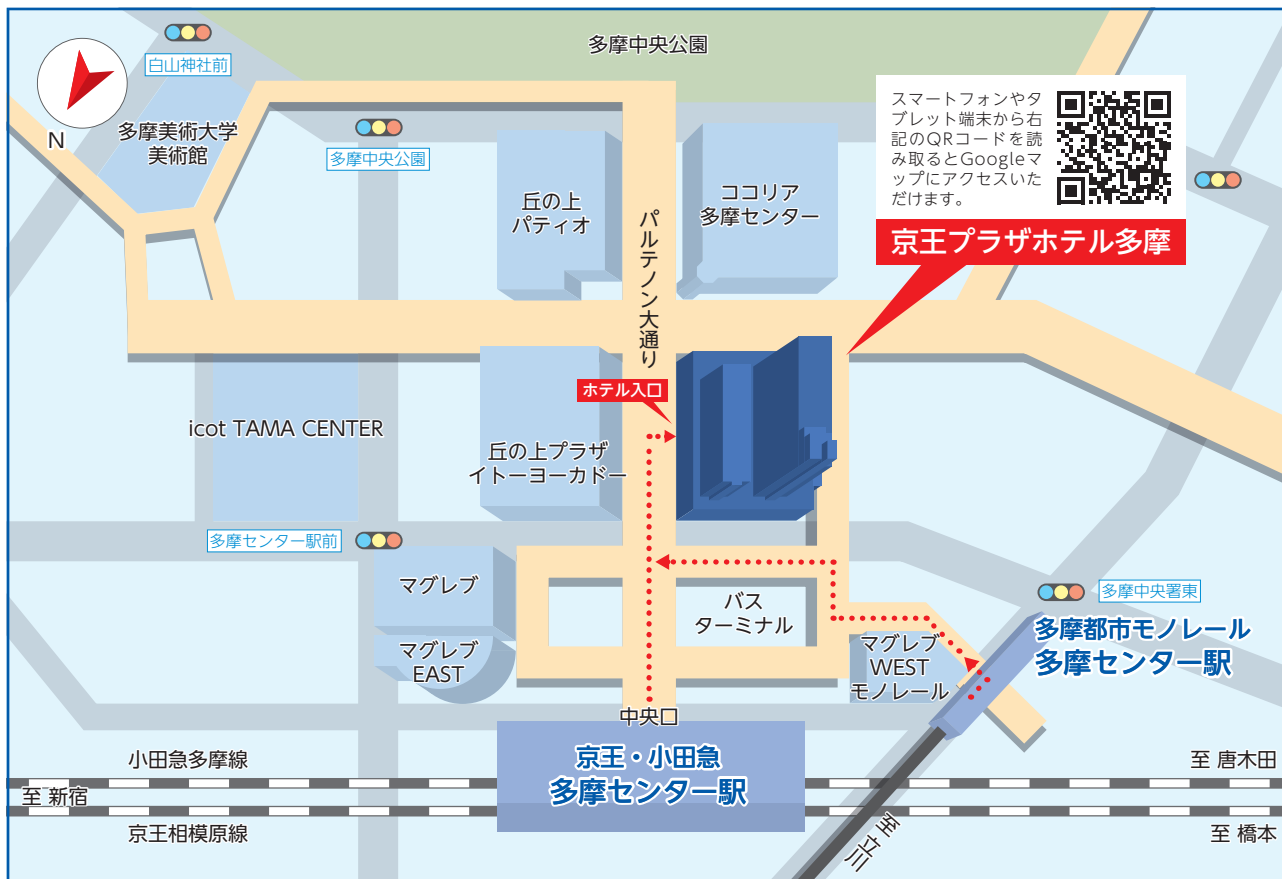 多摩中央公園
白山神社前
N
多摩美術大学
美術館
多摩中央公園
丘の上
パティオ
パルテノン大通り
ココリア
多摩センター
スマートフォンやタ
ブレット端末から右
記のQRコードを読
み取るとGoogleマ
ップにアクセスいた
だけます。
京王プラザホテル多摩
ホテル入口
icot TAMA CENTER
丘の上プラザ
イトーヨーカドー
多摩センター駅前
マグレブ
マグレブ
EAST
バス
ターミナル
マグレブ
WEST
モノレール
多摩中央署東
多摩都市モノレール
多摩センター駅
中央口
京王・小田急
多摩センター駅
小田急多摩線
至 新宿
京王相模原線
至 唐木田
至 橋本
至 立川